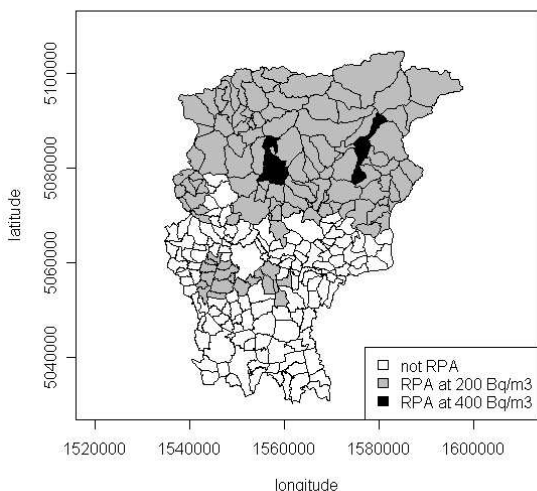 latitude
5100000
5080000
5060000
5040000
not RPA
RPA at 200 Bq/m3
RPA at 400 Bq/m3
1520000 1540000 1560000 1580000 1600000
longitude